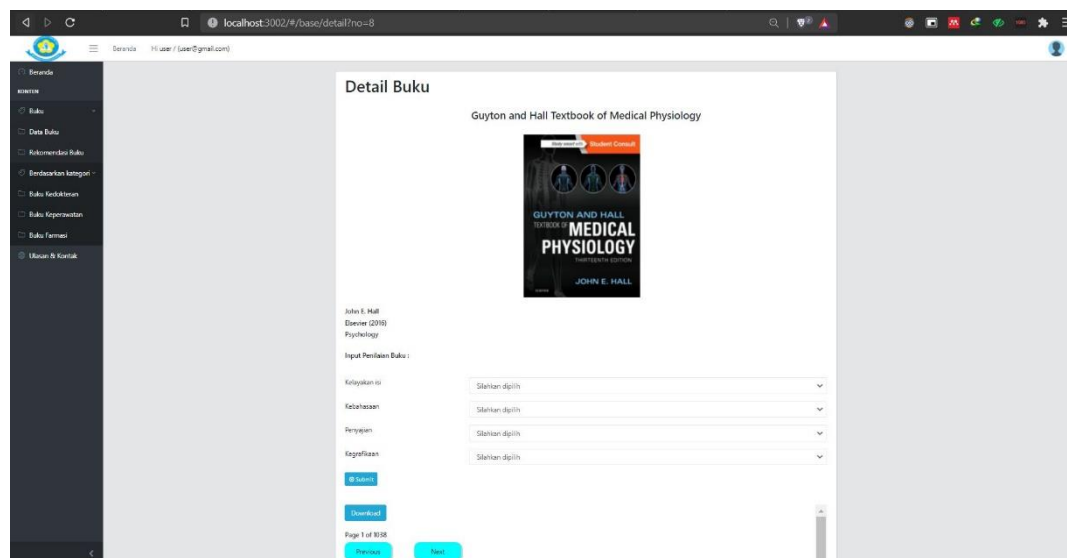 localhost:3002/#/base/detail?no=8
Beranda Hi user / (user@gmail.com)
Beranda
KONTEN
Buku
Data Buku
Rekomendasi Buku
Berdasarkan kategori
Buku Kedokteran
Buku Keperawatan
Buku Farmasi
Ulasan & Kontak
Detail Buku
Guyton and Hall Textbook of Medical Physiology
Student Consult
GUYTON AND HALL
TEXTBOOK OF MEDICAL
PHYSIOLOGY
THIRTEENTH EDITION
JOHN E. HALL
John E. Hall
Elsevier (2016)
Psychology
Input Penilaian Buku :
Kelayakan isi Silahkan dipilih
Kebahasaan Silahkan dipilih
Penyajian Silahkan dipilih
Kegrafikaan Silahkan dipilih
Submit
Download
Page 1 of 1038
Previous Next